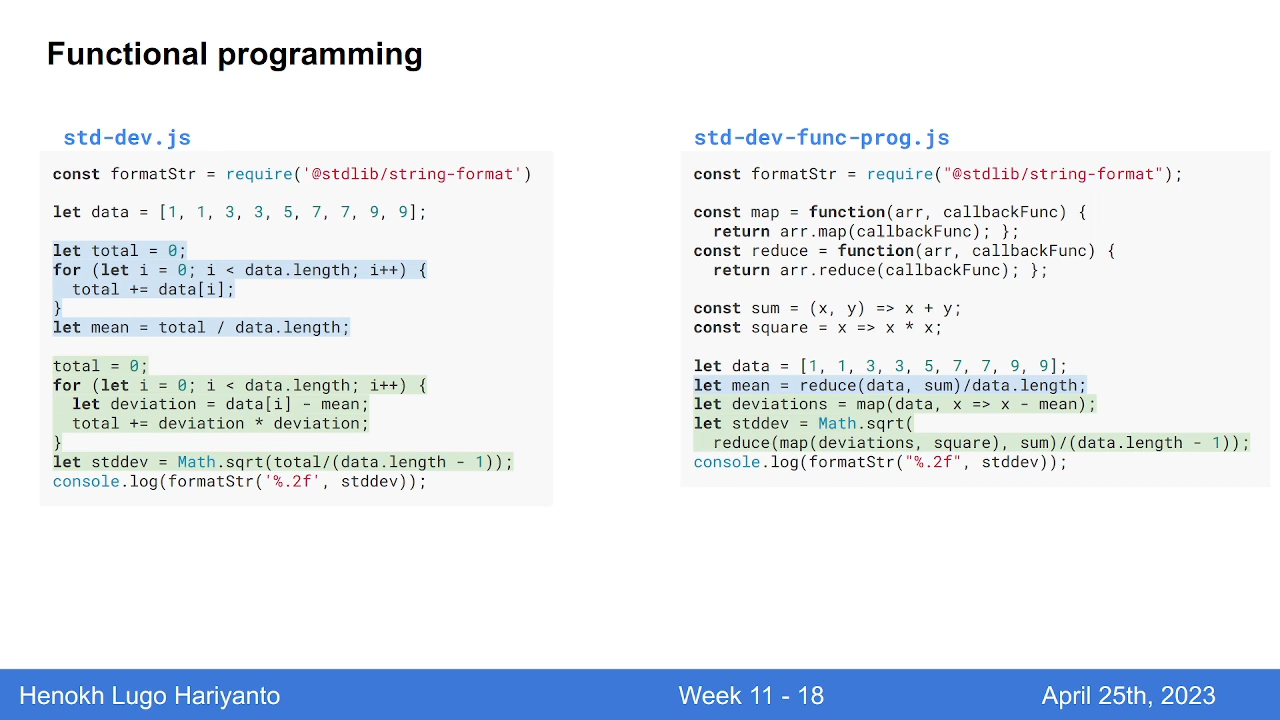 Functional programming
std-dev.js
const formatStr = require('@stdlib/string-format')
let data = [1, 1, 3, 3, 5, 7, 7, 9, 9];
let total = 0;
for (let i = 0; i < data.length; i++) {
  total += data[i];
}
let mean = total / data.length;
total = 0;
for (let i = 0; i < data.length; i++) {
  let deviation = data[i] - mean;
  total += deviation * deviation;
}
let stddev = Math.sqrt(total/(data.length - 1));
console.log(formatStr('%.2f', stddev));
std-dev-func-prog.js
const formatStr = require("@stdlib/string-format");
const map = function(arr, callbackFunc) {
  return arr.map(callbackFunc); };
const reduce = function(arr, callbackFunc) {
  return arr.reduce(callbackFunc); };
const sum = (x, y) => x + y;
const square = x => x * x;
let data = [1, 1, 3, 3, 5, 7, 7, 9, 9];
let mean = reduce(data, sum)/data.length;
let deviations = map(data, x => x - mean);
let stddev = Math.sqrt(
  reduce(map(deviations, square), sum)/(data.length - 1));
console.log(formatStr("%.2f", stddev));
Henokh Lugo Hariyanto
Week 11 - 18
April 25th, 2023